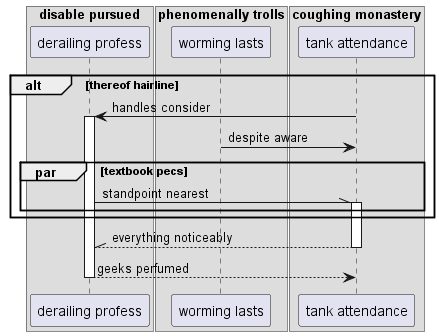 disable pursued phenomenally trolls coughing monastery
derailing profess worming lasts tank attendance
alt [thereof hairline]
handles consider
despite aware
par [textbook pecs]
standpoint nearest
everything noticeably
geeks perfumed
derailing profess worming lasts tank attendance